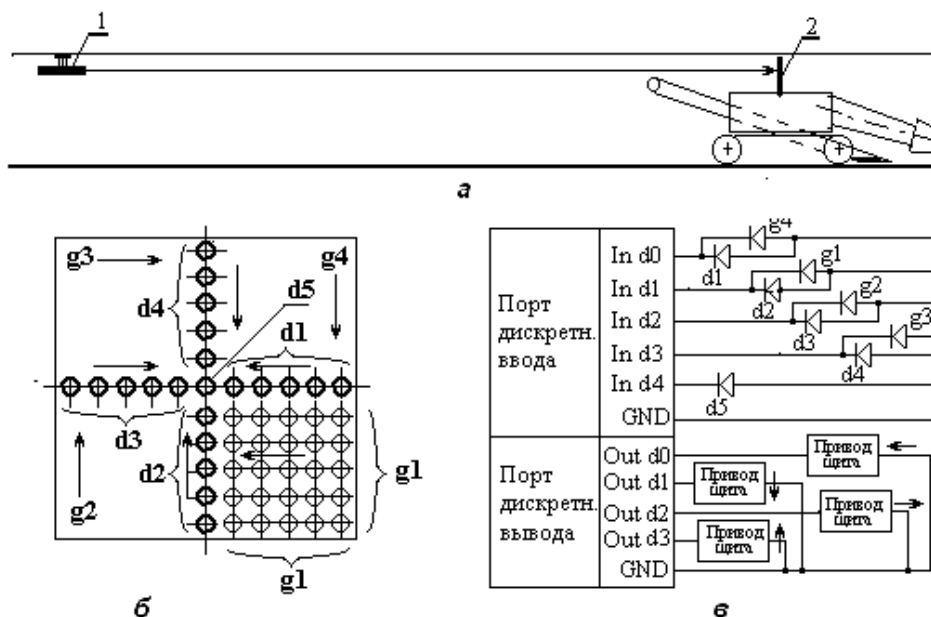 1
2
а
g3
g4
d4
d5
d1
d3
d2
g1
g2
g1
б
Порт
дискретн.
ввода
In d0
In d1
In d2
In d3
In d4
GND
g4
d1
g1
d2
g2
d3
g3
d4
d5
Порт
дискретн.
вывода
Out d0
Out d1
Out d2
Out d3
GND
Привод
щита
Привод
щита
Привод
щита
Привод
щита
в